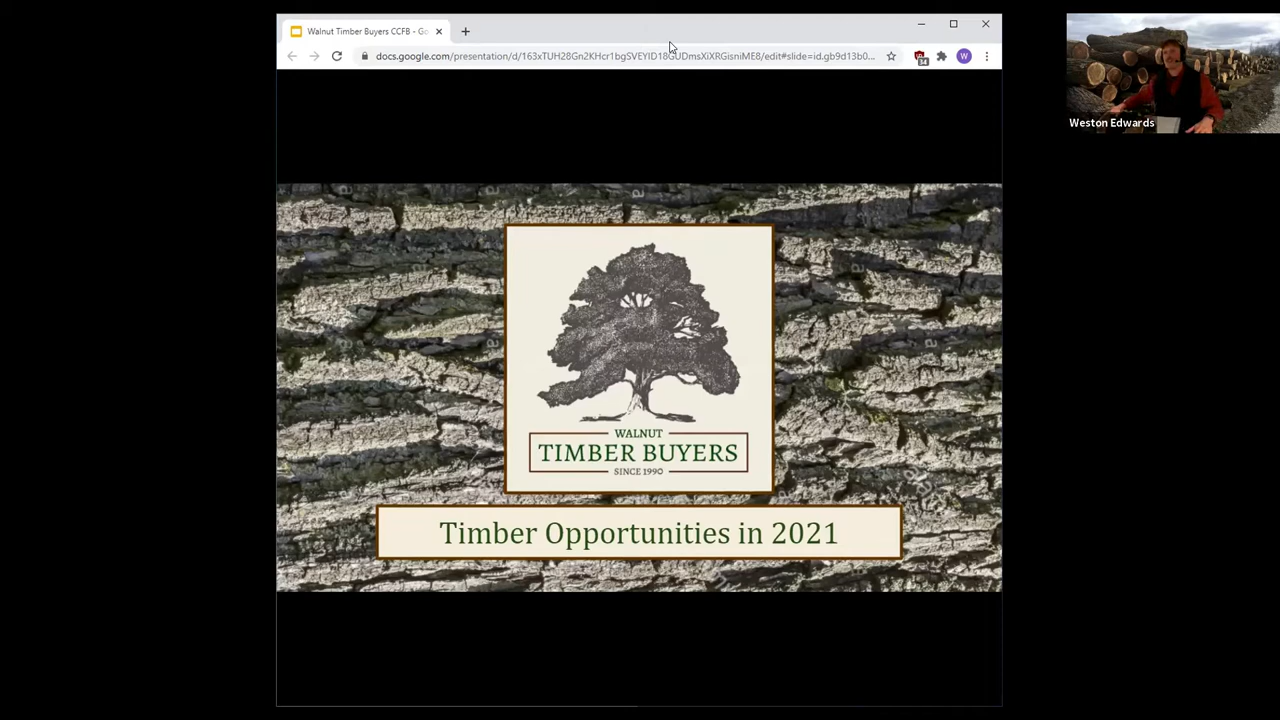 Walnut Timber Buyers CCFB - Go
docs.google.com/presentation/d/163xTUH28Gn2KHcr1bgSVEYID18GUDmsXiXRGisniME8/edit#slide=id.gb9d13b0...
34
W
Weston Edwards
WALNUT
TIMBER BUYERS
SINCE 1990
Timber Opportunities in 2021